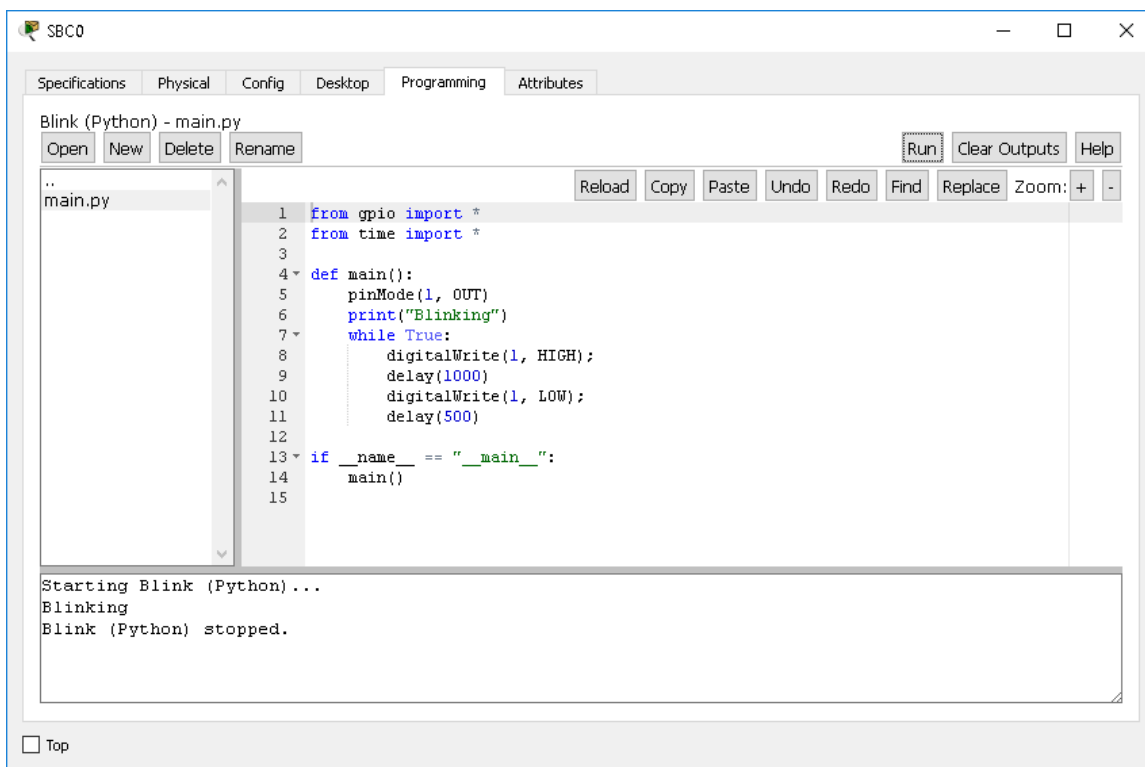 SBC0
Specifications Physical Config Desktop Programming Attributes
Blink (Python) - main.py
Open New Delete Rename Run Clear Outputs Help
..
main.py
Reload Copy Paste Undo Redo Find Replace Zoom: + -
1 from gpio import *
2 from time import *
3
4 def main():
5     pinMode(1, OUT)
6     print("Blinking")
7     while True:
8         digitalWrite(1, HIGH);
9         delay(1000)
10         digitalWrite(1, LOW);
11         delay(500)
12
13 if __name__ == "__main__":
14     main()
15
Starting Blink (Python)...
Blinking
Blink (Python) stopped.
Top